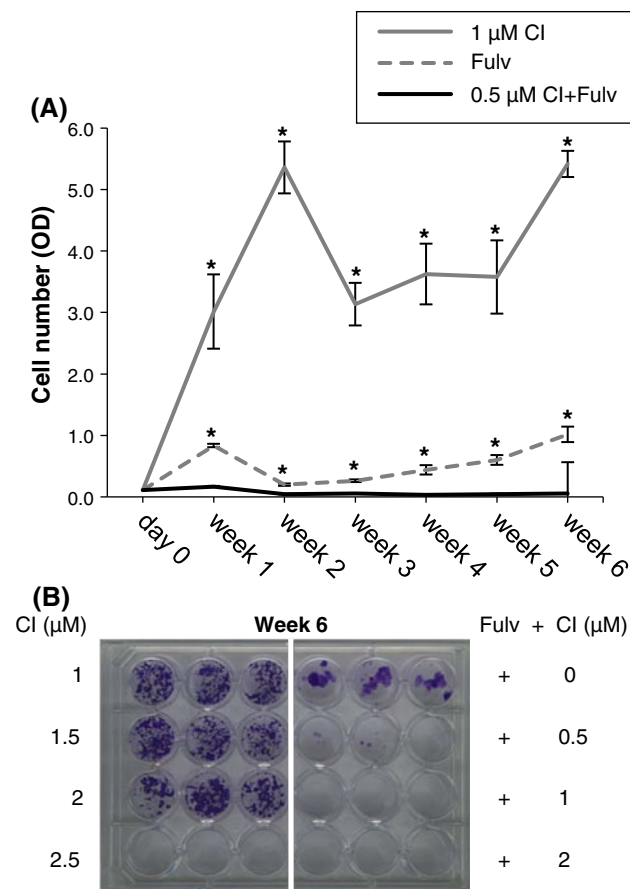 1 µM CI
Fulv
0.5 µM CI+Fulv
(A)
Cell number (OD)
6.0
5.0
4.0
3.0
2.0
1.0
0.0
* * * * * *
* * * * * *
day 0 week 1 week 2 week 3 week 4 week 5 week 6
(B)
CI (µM) Week 6 Fulv + CI (µM)
1 + 0
1.5 + 0.5
2 + 1
2.5 + 2